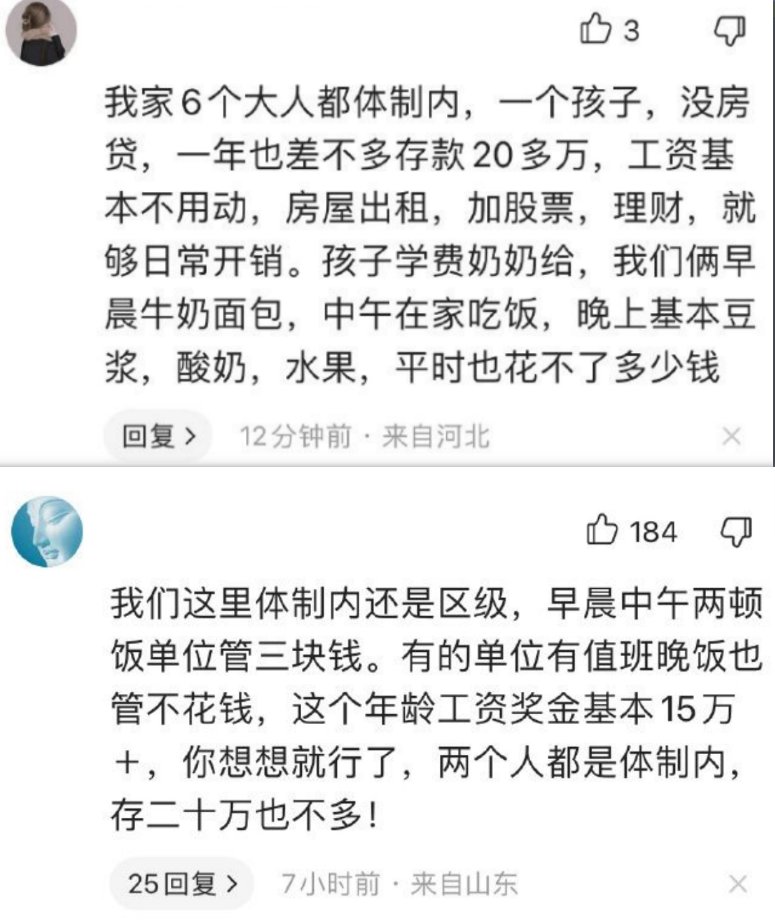 3
我家6个大人都体制内，一个孩子，没房
贷，一年也差不多存款20多万，工资基
本不用动，房屋出租，加股票，理财，就
够日常开销。孩子学费奶奶给，我们俩早
晨牛奶面包，中午在家吃饭，晚上基本豆
浆，酸奶，水果，平时也花不了多少钱
回复 > 12分钟前 · 来自河北
184
我们这里体制内还是区级，早晨中午两顿
饭单位管三块钱。有的单位有值班晚饭也
管不花钱，这个年龄工资奖金基本15万
＋，你想想就行了，两个人都是体制内，
存二十万也不多！
25回复 > 7小时前 · 来自山东